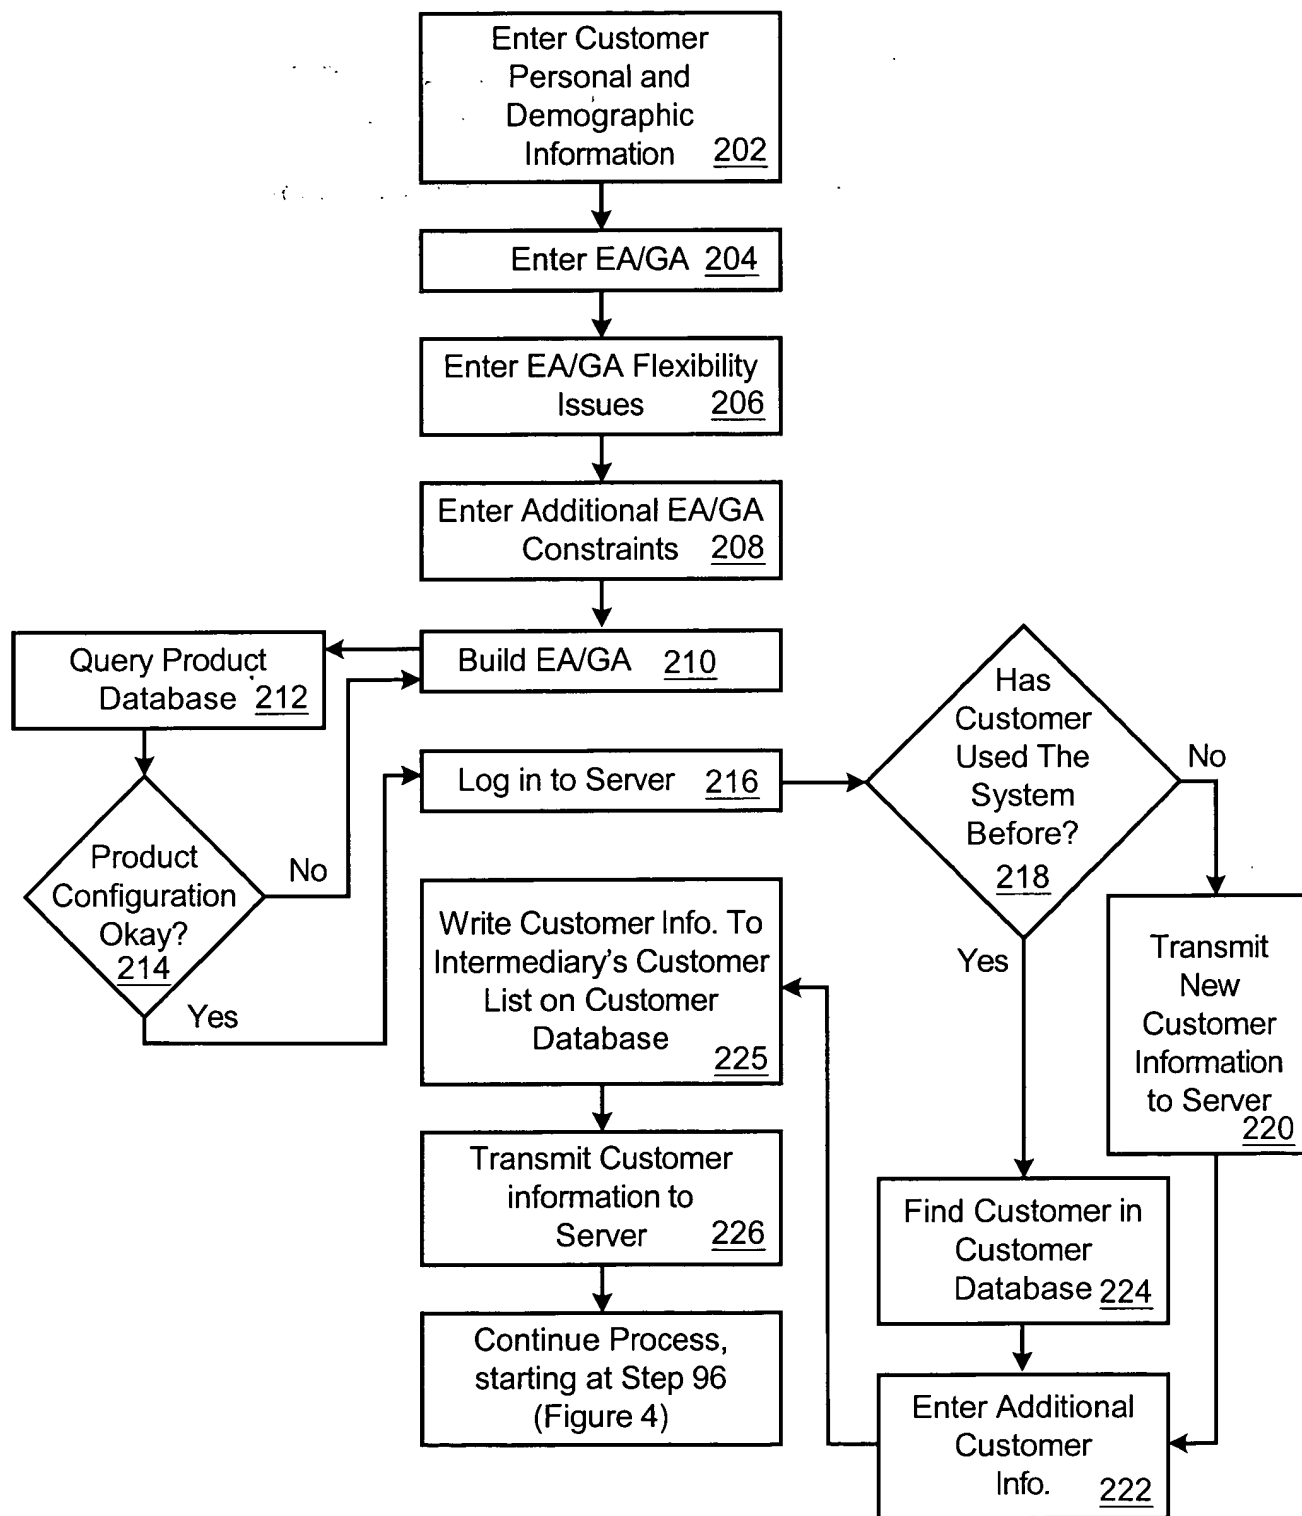 Enter Customer
Personal and
Demographic
Information 202
Enter EA/GA 204
Enter EA/GA Flexibility
Issues 206
Enter Additional EA/GA
Constraints 208
Build EA/GA 210
Query Product
Database 212
Product
Configuration
Okay?
214
No
Yes
Log in to Server 216
Has
Customer
Used The
System
Before?
218
No
Yes
Transmit
New
Customer
Information
to Server
220
Find Customer in
Customer
Database 224
Enter Additional
Customer
Info. 222
Write Customer Info. To
Intermediary's Customer
List on Customer
Database
225
Transmit Customer
information to
Server 226
Continue Process,
starting at Step 96
(Figure 4)